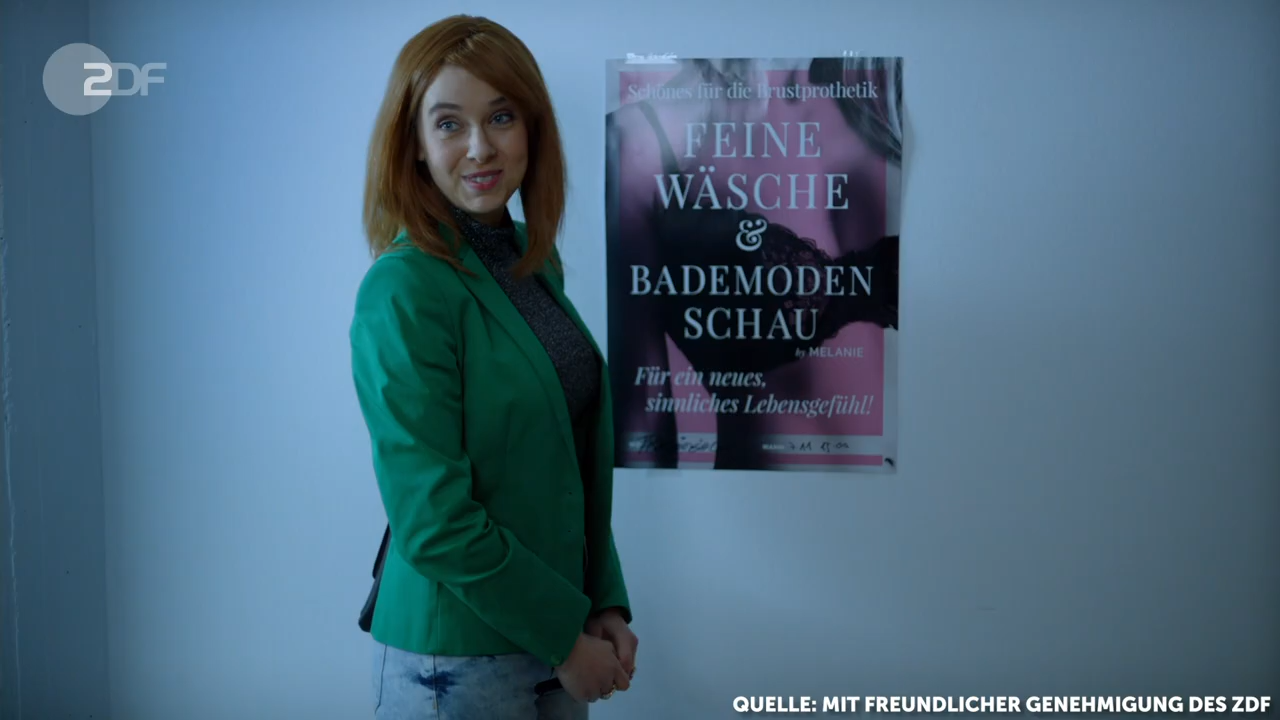 ZDF
Schönes für die Brustprothetik
FEINE
WÄSCHE
&
BADEMODEN
SCHAU
by MELANIE
Für ein neues,
sinnliches Lebensgefühl!
QUELLE: MIT FREUNDLICHER GENEHMIGUNG DES ZDF